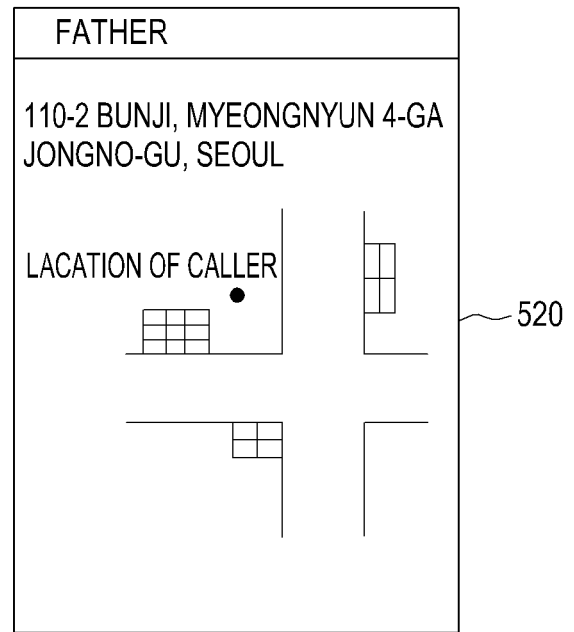 FATHER
110-2 BUNJI, MYEONGNYUN 4-GA
JONGNO-GU, SEOUL
LACATION OF CALLER
520